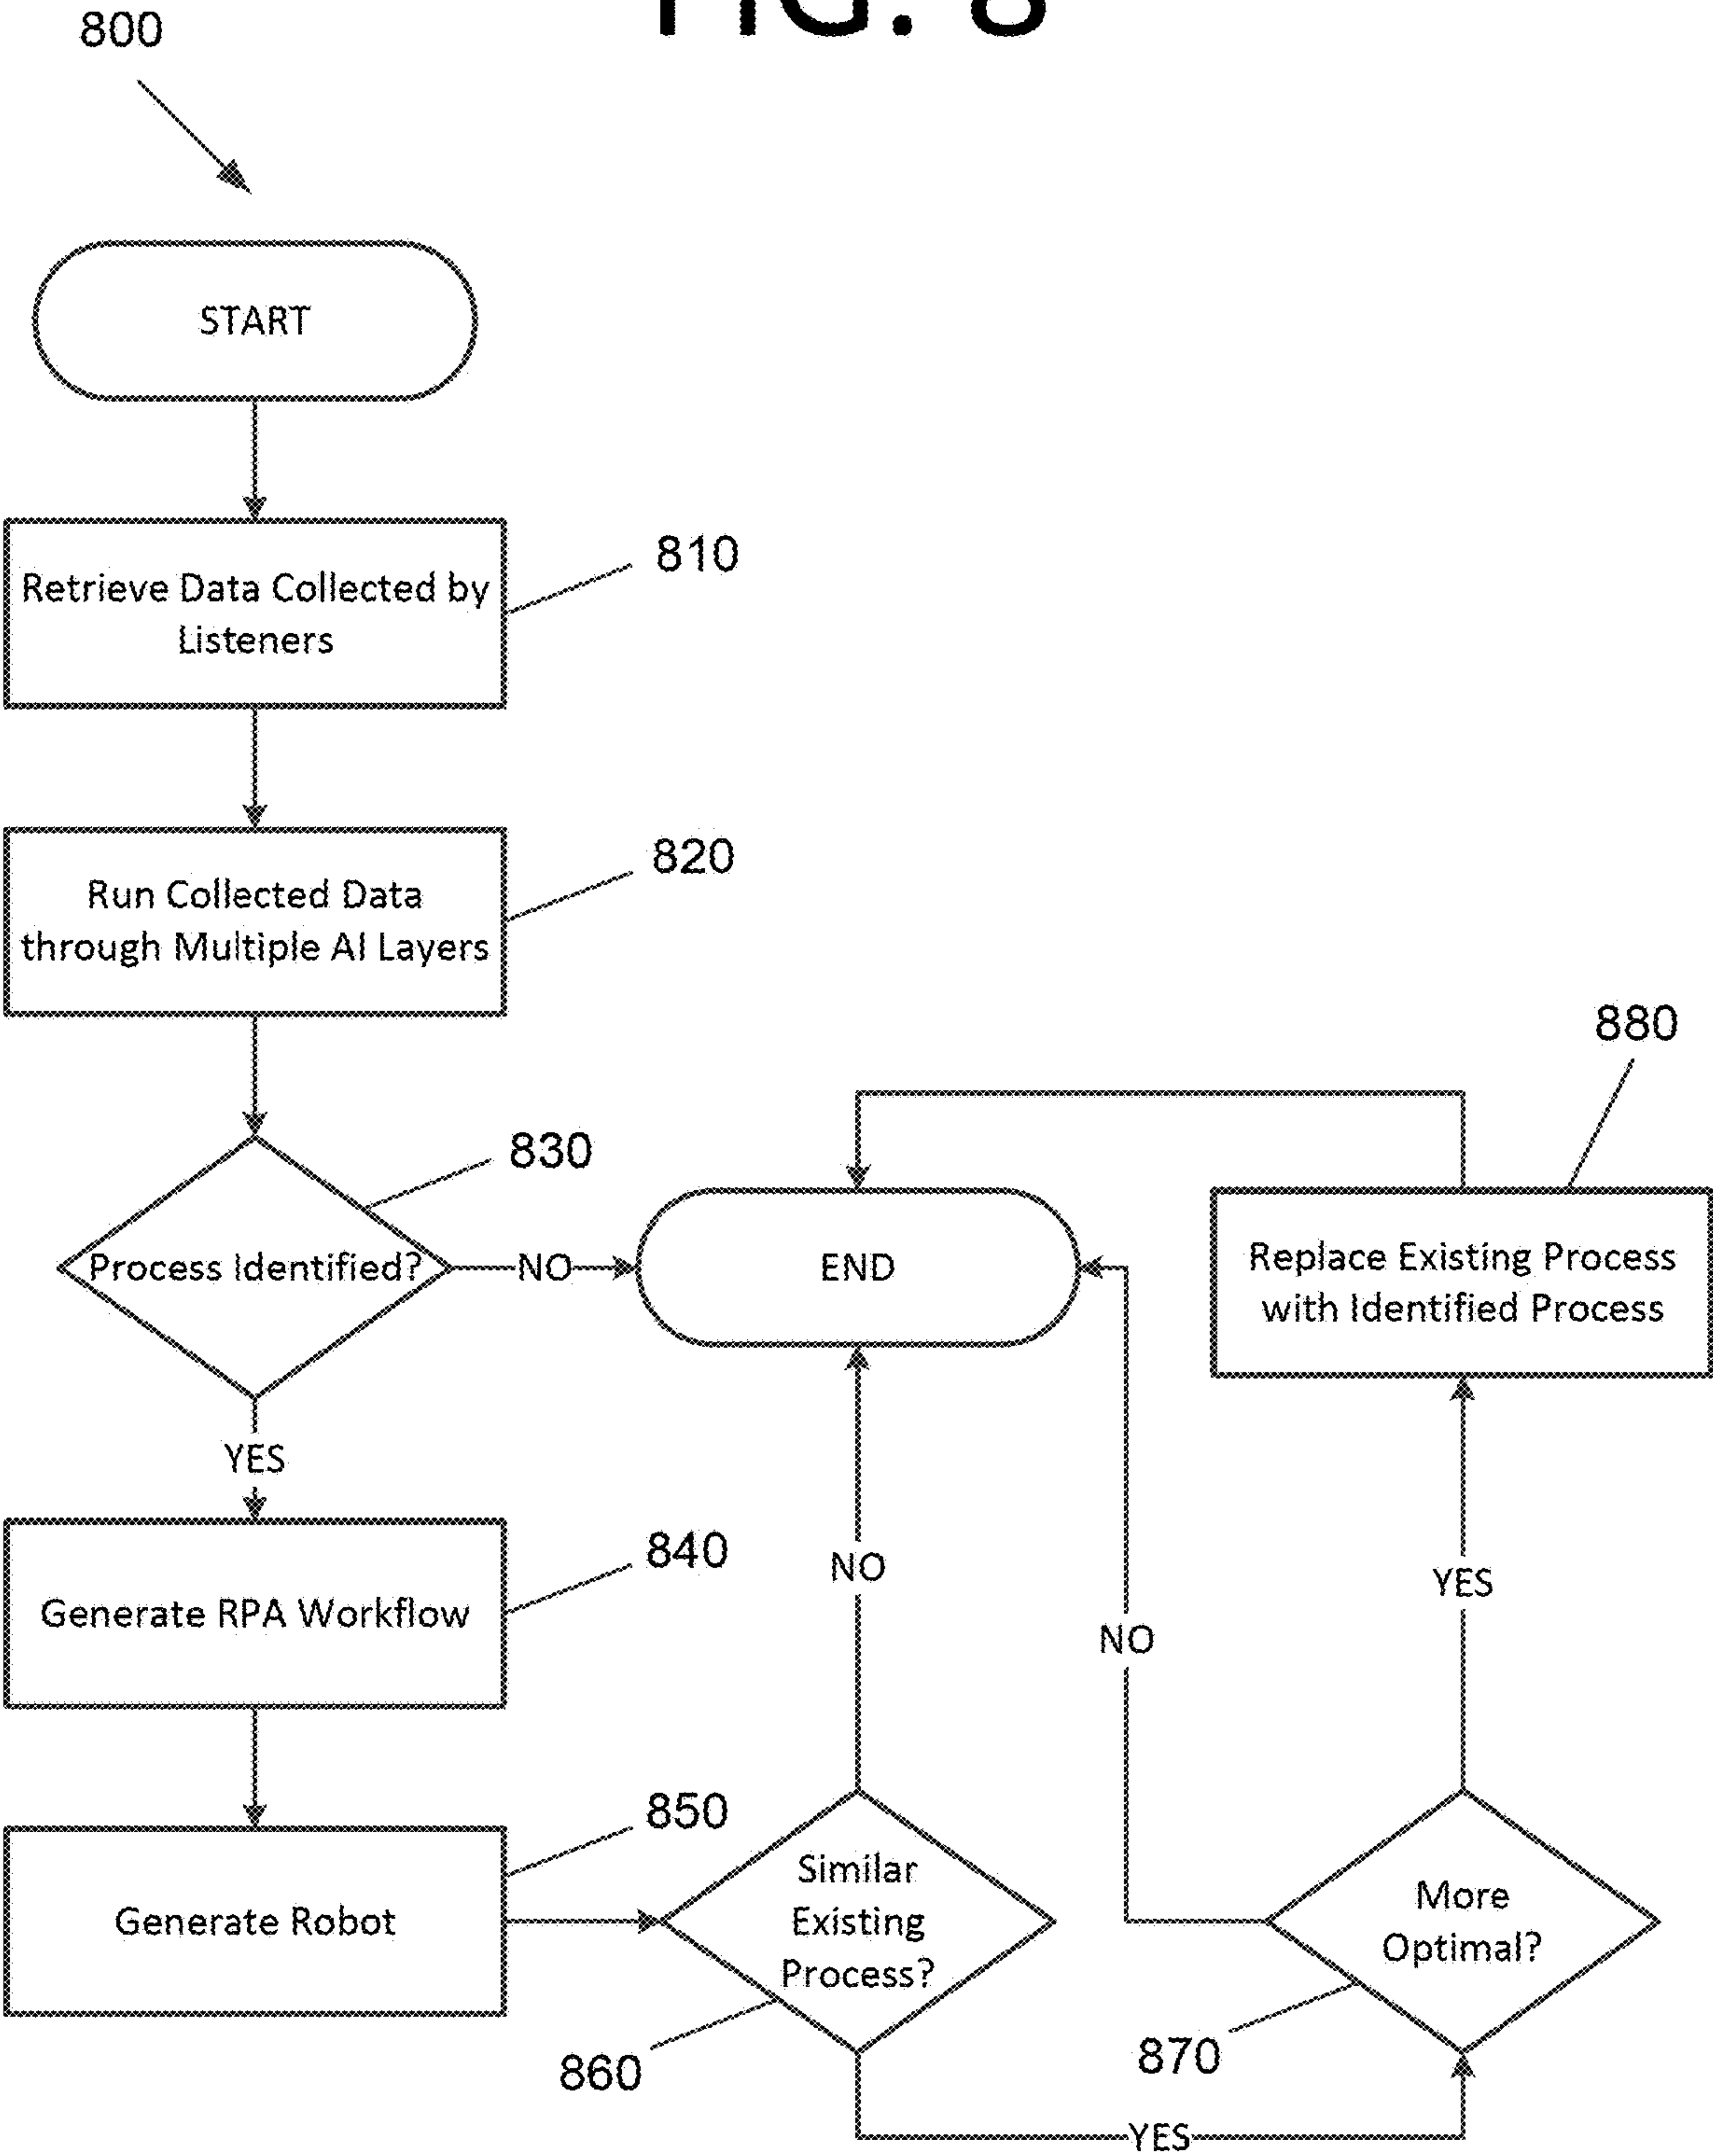 FIG. 8
800
START
810
Retrieve Data Collected by
Listeners
820
Run Collected Data
through Multiple AI Layers
880
830
Process Identified?
NO
END
Replace Existing Process
with Identified Process
YES
840
Generate RPA Workflow
NO
YES
NO
850
Generate Robot
Similar
Existing
Process?
More
Optimal?
860
870
YES